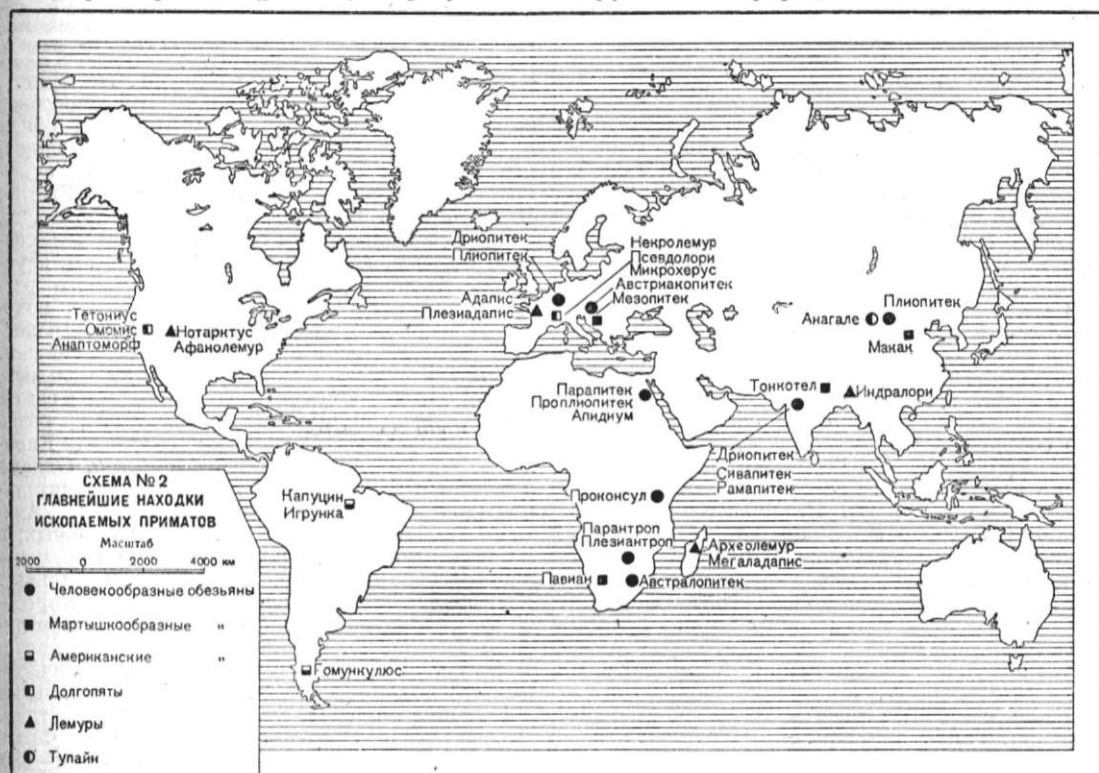 Дриопитек
Плиопитек
Некролемур
Псевдолори
Микрохерус
Австриакопитек
Мезопитек
Адапис
Плезиадапис
Тетониус
Омомис
Анаптоморф
Нотарктус
Афанолемур
Плиопитек
Анагале
Макак
Парапитек
Проплиопитек
Апидиум
Тонкотел
Индралори
Дриопитек
Сивапитек
Рамапитек
Капуцин
Игрунка
Проконсул
Парантроп
Плезиантроп
Археолемур
Мегаладапис
Павиан
Австралопитек
Гомункулюс
СХЕМА №2
ГЛАВНЕЙШИЕ НАХОДКИ
ИСКОПАЕМЫХ ПРИМАТОВ
Масштаб
2000 0 2000 4000 км
Человекообразные обезьяны
Мартышкообразные "
Американские "
Долгопяты
Лемуры
Тупайи